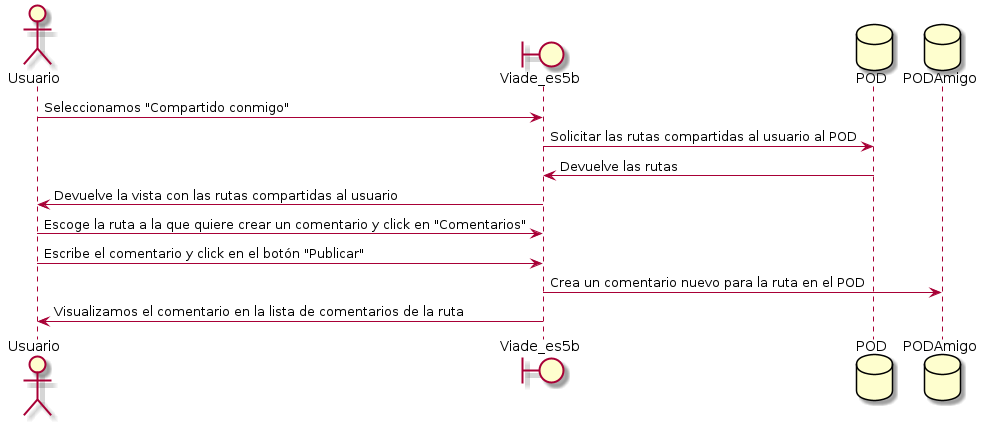 Usuario
Viade_es5b
POD
PODAmigo
Seleccionamos "Compartido conmigo"
Solicitar las rutas compartidas al usuario al POD
Devuelve las rutas
Devuelve la vista con las rutas compartidas al usuario
Escoge la ruta a la que quiere crear un comentario y click en "Comentarios"
Escribe el comentario y click en el botón "Publicar"
Crea un comentario nuevo para la ruta en el POD
Visualizamos el comentario en la lista de comentarios de la ruta
Usuario
Viade_es5b
POD
PODAmigo